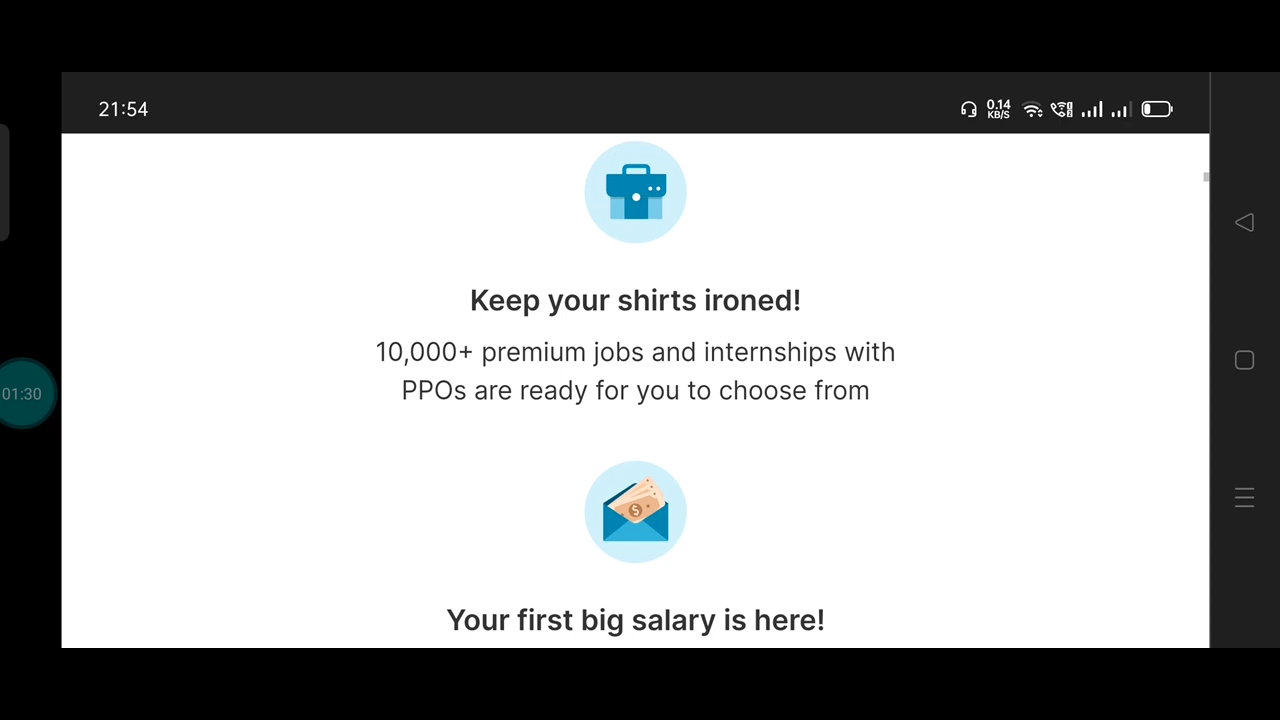 21:54
0.14
KB/S
Keep your shirts ironed!
10,000+ premium jobs and internships with
PPOs are ready for you to choose from
01:30
$
Your first big salary is here!